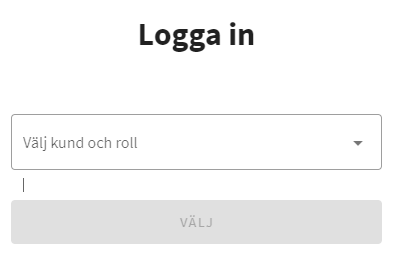 Logga in
Välj kund och roll
VÄLJ